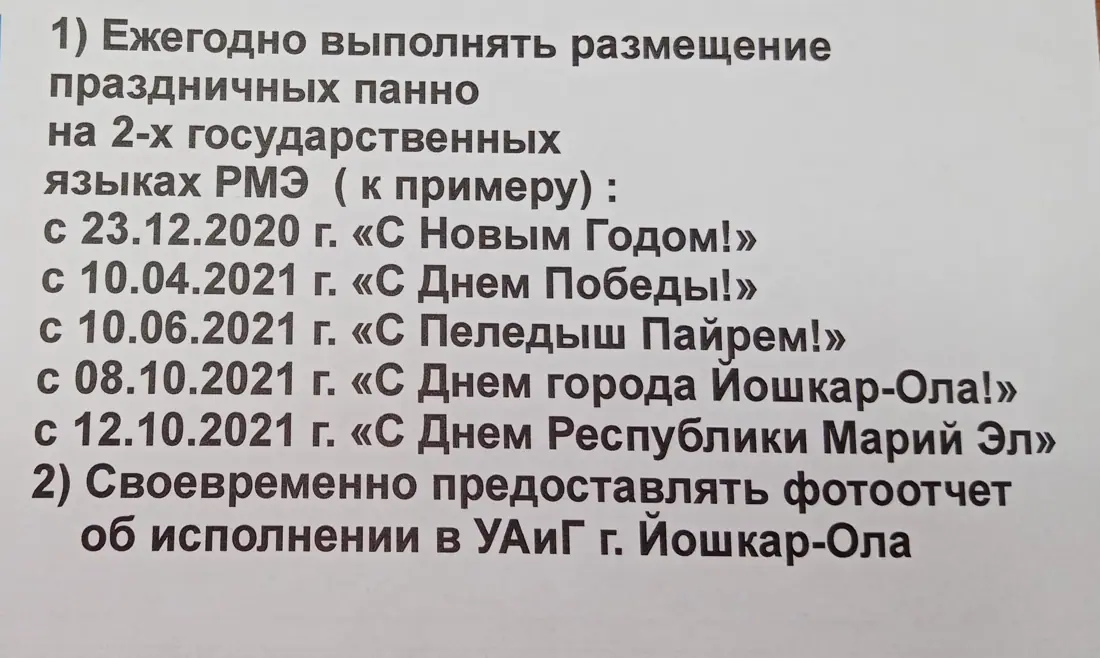 1) Ежегодно выполнять размещение
праздничных панно
на 2-х государственных
языках РМЭ ( к примеру) :
с 23.12.2020 г. «С Новым Годом!»
с 10.04.2021 г. «С Днем Победы!»
с 10.06.2021 г. «С Пеледыш Пайрем!»
с 08.10.2021 г. «С Днем города Йошкар-Ола!»
с 12.10.2021 г. «С Днем Республики Марий Эл»
2) Своевременно предоставлять фотоотчет
об исполнении в УАиГ г. Йошкар-Ола